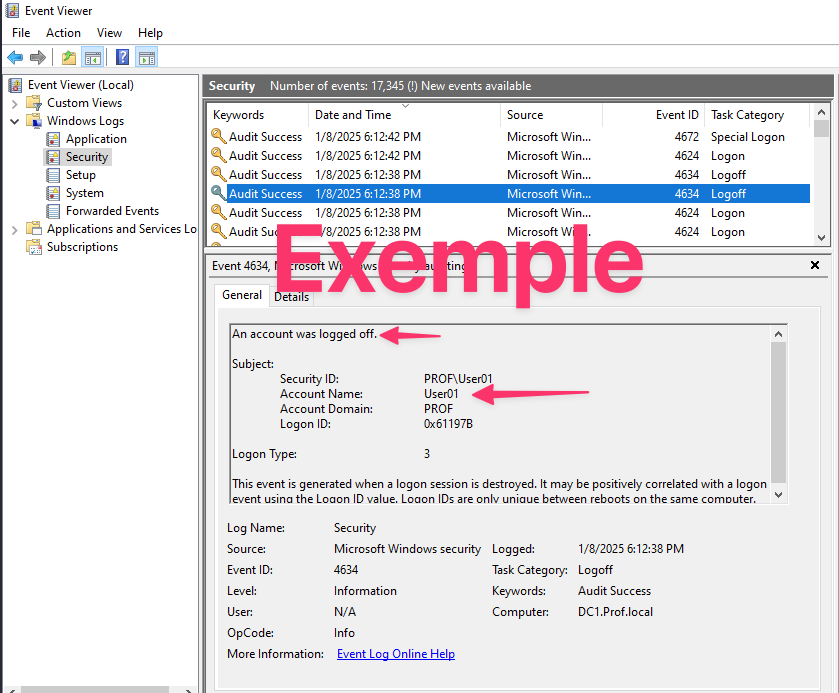 Event Viewer
File Action View Help
Event Viewer (Local)
Custom Views
Windows Logs
Application
Security
Setup
System
Forwarded Events
Applications and Services Lo
Subscriptions
Security Number of events: 17,345 (!) New events available
Keywords Date and Time Source Event ID Task Category
Audit Success 1/8/2025 6:12:42 PM Microsoft Win... 4672 Special Logon
Audit Success 1/8/2025 6:12:42 PM Microsoft Win... 4624 Logon
Audit Success 1/8/2025 6:12:38 PM Microsoft Win... 4634 Logoff
Audit Success 1/8/2025 6:12:38 PM Microsoft Win... 4634 Logoff
Audit Success 1/8/2025 6:12:38 PM Microsoft Win... 4624 Logon
Audit 1/8/2025 6:12:38 PM Microsoft Win... 4624 Logon
Exemple
Event 4634, Microsoft Windows auditing
General Details
An account was logged off.
Subject:
Security ID: PROF\User01
Account Name: User01
Account Domain: PROF
Logon ID: 0x61197B
Logon Type: 3
This event is generated when a logon session is destroyed. It may be positively correlated with a logon
event using the Logon ID value. Logon IDs are only unique between reboots on the same computer.
Log Name: Security
Source: Microsoft Windows security Logged: 1/8/2025 6:12:38 PM
Event ID: 4634 Task Category: Logoff
Level: Information Keywords: Audit Success
User: N/A Computer: DC1.Prof.local
OpCode: Info
More Information: Event Log Online Help